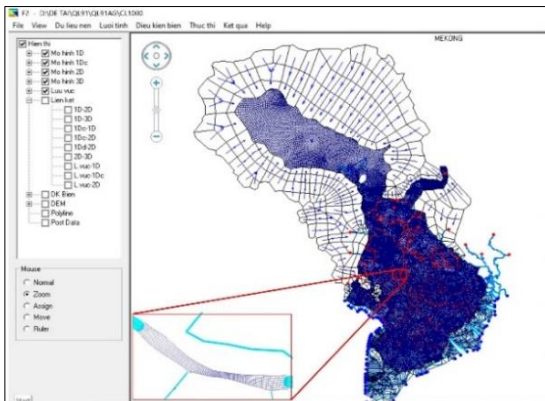 F2 - D:\DE TAI\QL91\QL91A0\CL1080
File View Du lieu nen Luoi tinh Dieu kien bien Thuc thi Ket qua Help
MEKONG
Hien thi
Mo hinh 1D
Mo hinh 1Dc
Mo hinh 2D
Mo hinh 3D
Luu vuc
Lien ket
1D-2D
1D-3D
1Dc-1D
1Dc-2D
1Dd-2D
2D-3D
L.vuc-1D
L.vuc-1Dc
L.vuc-2D
DK Bien
DEM
Polyline
Post Data
Mouse
Normal
Zoom
Assign
Move
Ruler